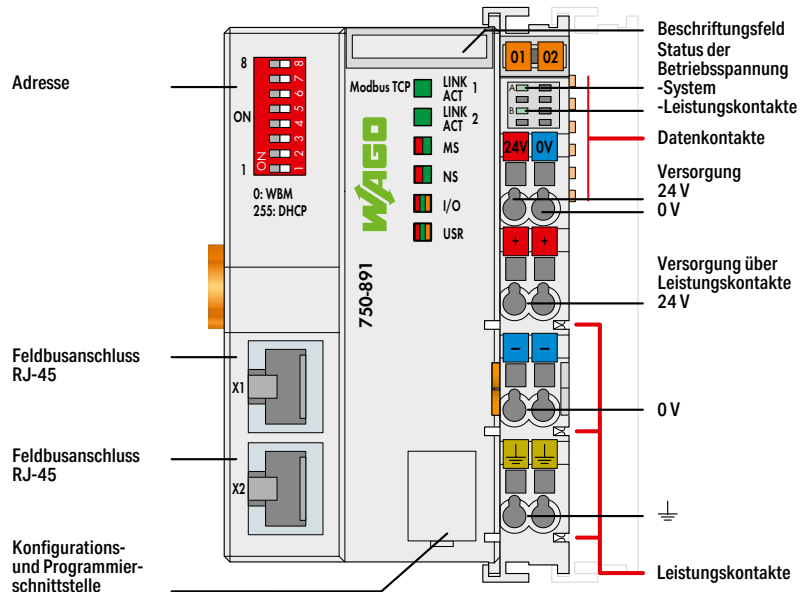 Adresse
8
ON
1
ON
8
7
6
5
4
3
2
1
0: WBM
255: DHCP
Feldbusanschluss
RJ-45
X1
Feldbusanschluss
RJ-45
X2
Konfigurations-
und Programmier-
schnittstelle
Modbus TCP
LINK 1
ACT
LINK 2
ACT
MS
NS
I/O
USR
WAGO
750-891
01 02
A
B
24V 0V
+ +
− −
Beschriftungsfeld
Status der
Betriebsspannung
-System
-Leistungskontakte
Datenkontakte
Versorgung
24 V
0 V
Versorgung über
Leistungskontakte
24 V
0 V
Leistungskontakte